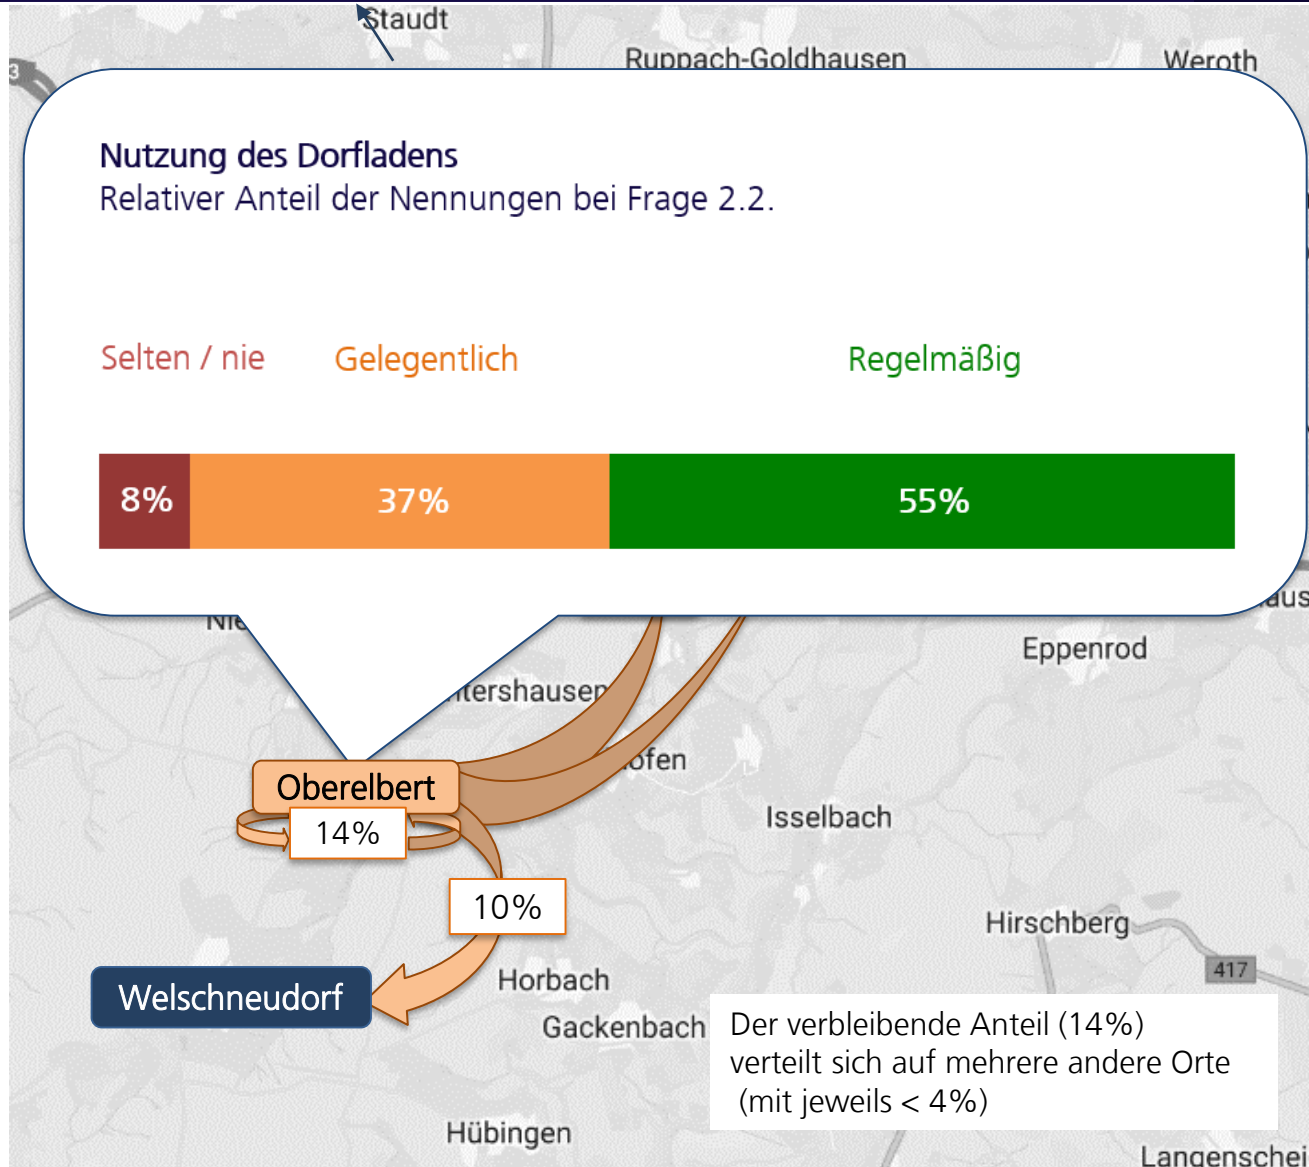 Staudt
Ruppach-Goldhausen
Weroth
3
Nutzung des Dorfladens
Relativer Anteil der Nennungen bei Frage 2.2.
Selten / nie
Gelegentlich
Regelmäßig
8%
37%
55%
Eppenrod
Oberelbert
14%
Isselbach
10%
Hirschberg
417
Welschneudorf
Horbach
Gackenbach
Der verbleibende Anteil (14%)
verteilt sich auf mehrere andere Orte
(mit jeweils < 4%)
Hübingen